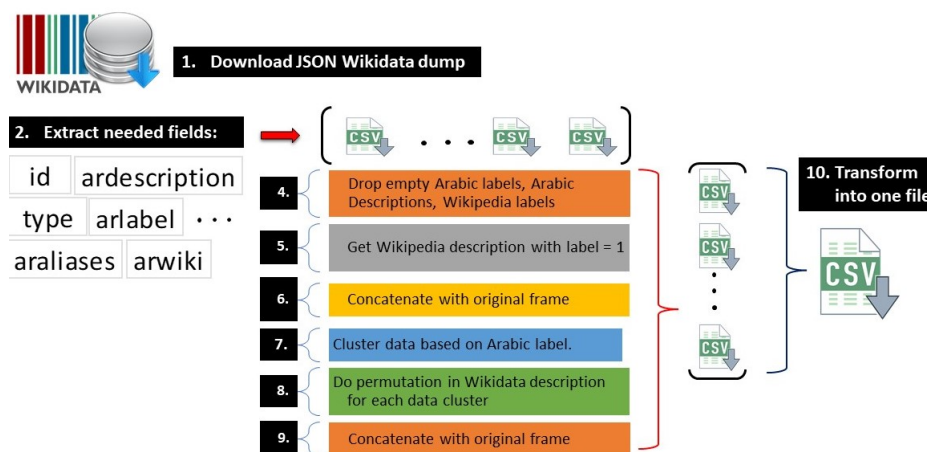 WIKIDATA
1. Download JSON Wikidata dump
2. Extract needed fields:
id
ardescription
type
arlabel
. . .
araliases
arwiki
CSV
. . .
CSV
CSV
4.
Drop empty Arabic labels, Arabic
Descriptions, Wikipedia labels
5.
Get Wikipedia description with label = 1
6.
Concatenate with original frame
7.
Cluster data based on Arabic label.
8.
Do permutation in Wikidata description
for each data cluster
9.
Concatenate with original frame
CSV
CSV
CSV
10. Transform
into one file
CSV